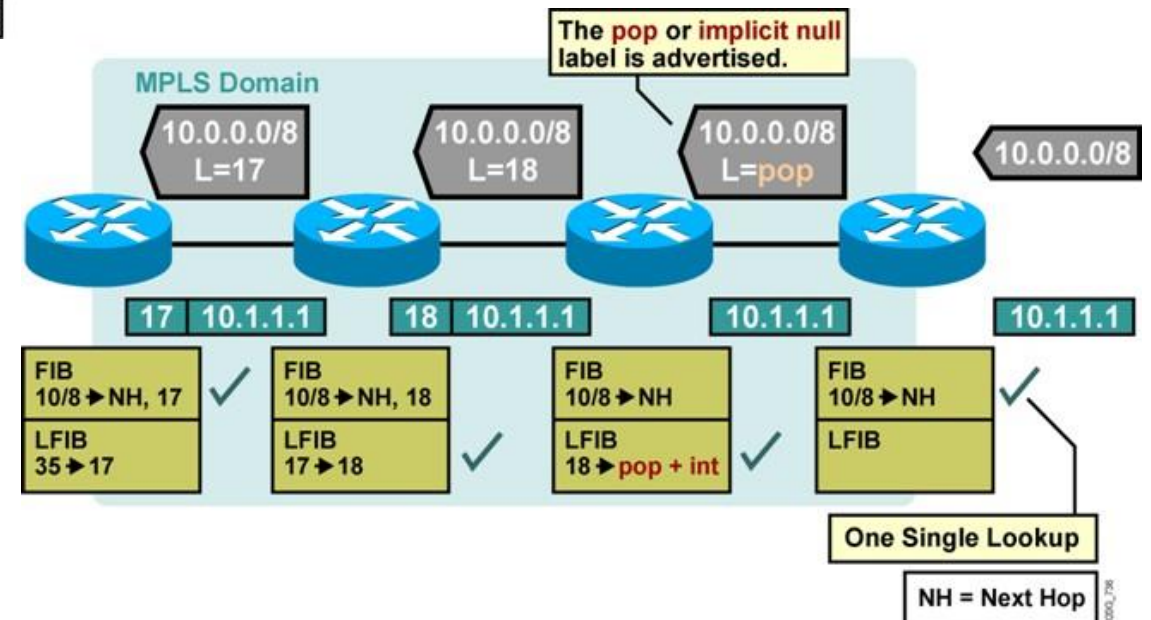 The pop or implicit null
label is advertised.
MPLS Domain
10.0.0.0/8
L=17
10.0.0.0/8
L=18
10.0.0.0/8
L=pop
10.0.0.0/8
17 10.1.1.1
18 10.1.1.1
10.1.1.1
10.1.1.1
FIB
10/8 → NH, 17
LFIB
35 → 17
FIB
10/8 → NH, 18
LFIB
17 → 18
FIB
10/8 → NH
LFIB
18 → pop + int
FIB
10/8 → NH
LFIB
One Single Lookup
NH = Next Hop